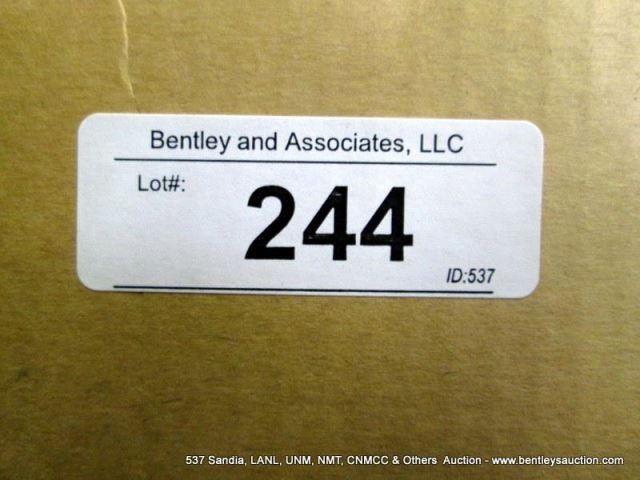 Bentley and Associates, LLC
Lot#:
244
ID:537
537 Sandia, LANL, UNM, NMT, CNMCC & Others  Auction - www.bentleysauction.com